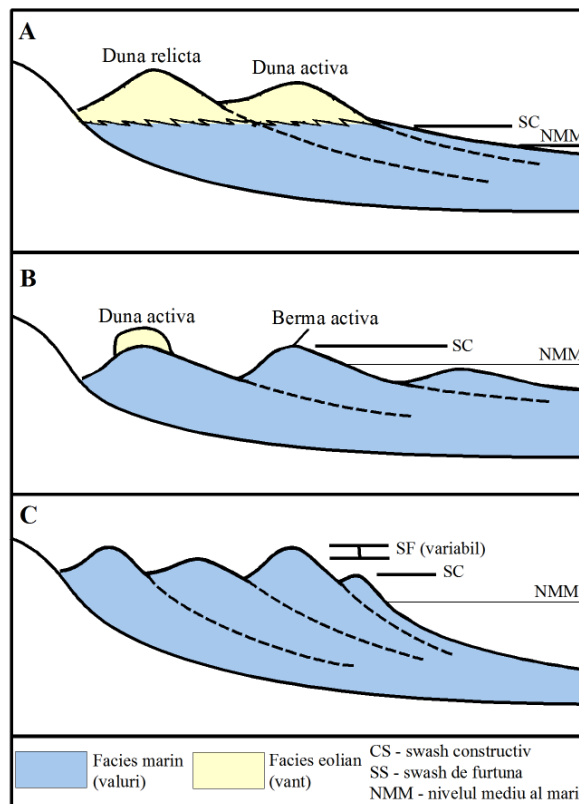 A
Duna relicta
Duna activa
SC
NMM
B
Duna activa
Berma activa
SC
NMM
C
SF (variabil)
SC
NMM
Facies marin
(valuri)
Facies eolian
(vant)
CS - swash constructiv
SS - swash de furtuna
NMM - nivelul mediu al mari